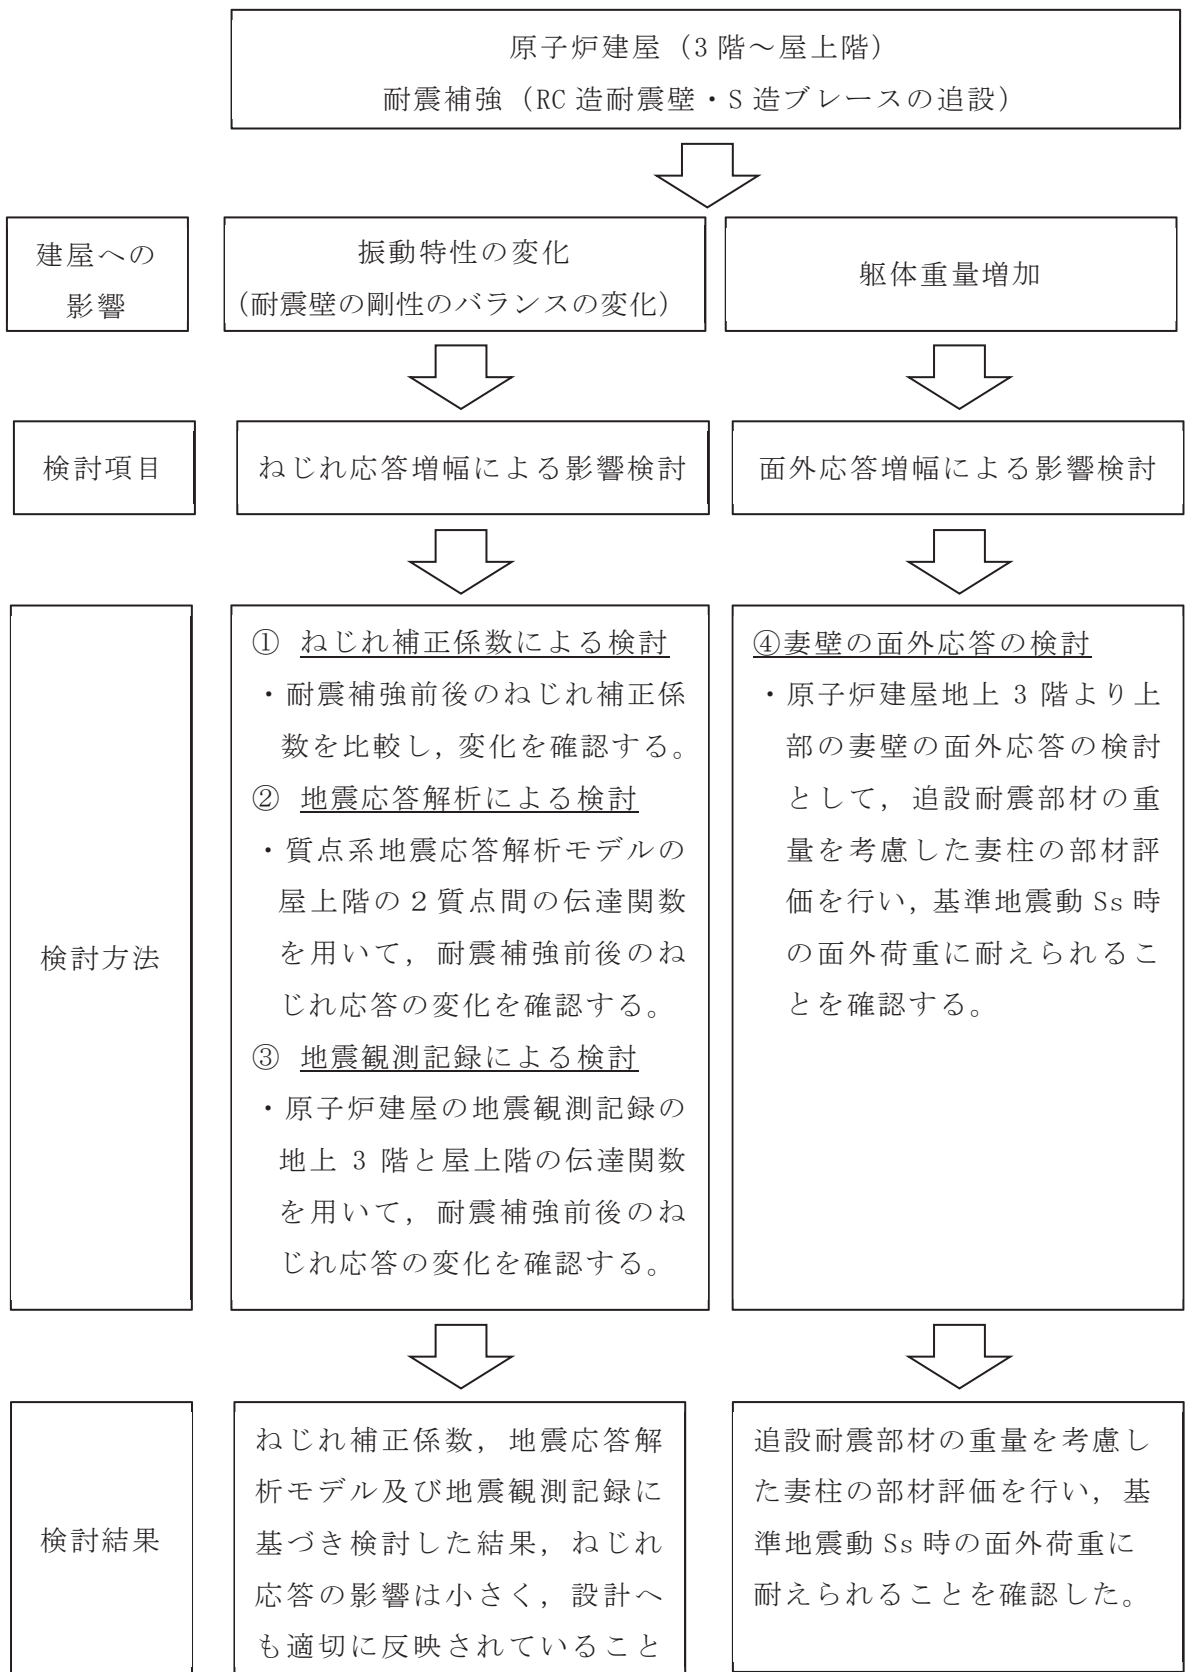 原子炉建屋（3階～屋上階）
耐震補強（RC造耐震壁・S造ブレースの追設）
建屋への
影響
振動特性の変化
(耐震壁の剛性のバランスの変化)
躯体重量増加
検討項目
ねじれ応答増幅による影響検討
面外応答増幅による影響検討
検討方法
① ねじれ補正係数による検討
・耐震補強前後のねじれ補正係
数を比較し，変化を確認する。
② 地震応答解析による検討
・質点系地震応答解析モデルの
屋上階の２質点間の伝達関数
を用いて，耐震補強前後のね
じれ応答の変化を確認する。
③ 地震観測記録による検討
・原子炉建屋の地震観測記録の
地上 3 階と屋上階の伝達関数
を用いて，耐震補強前後のね
じれ応答の変化を確認する。
④妻壁の面外応答の検討
・原子炉建屋地上 3 階より上
部の妻壁の面外応答の検討
として，追設耐震部材の重
量を考慮した妻柱の部材評
価を行い，基準地震動 Ss 時
の面外荷重に耐えられるこ
とを確認する。
検討結果
ねじれ補正係数，地震応答解
析モデル及び地震観測記録に
基づき検討した結果，ねじれ
応答の影響は小さく，設計へ
も適切に反映されていること
追設耐震部材の重量を考慮し
た妻柱の部材評価を行い，基
準地震動 Ss 時の面外荷重に
耐えられることを確認した。